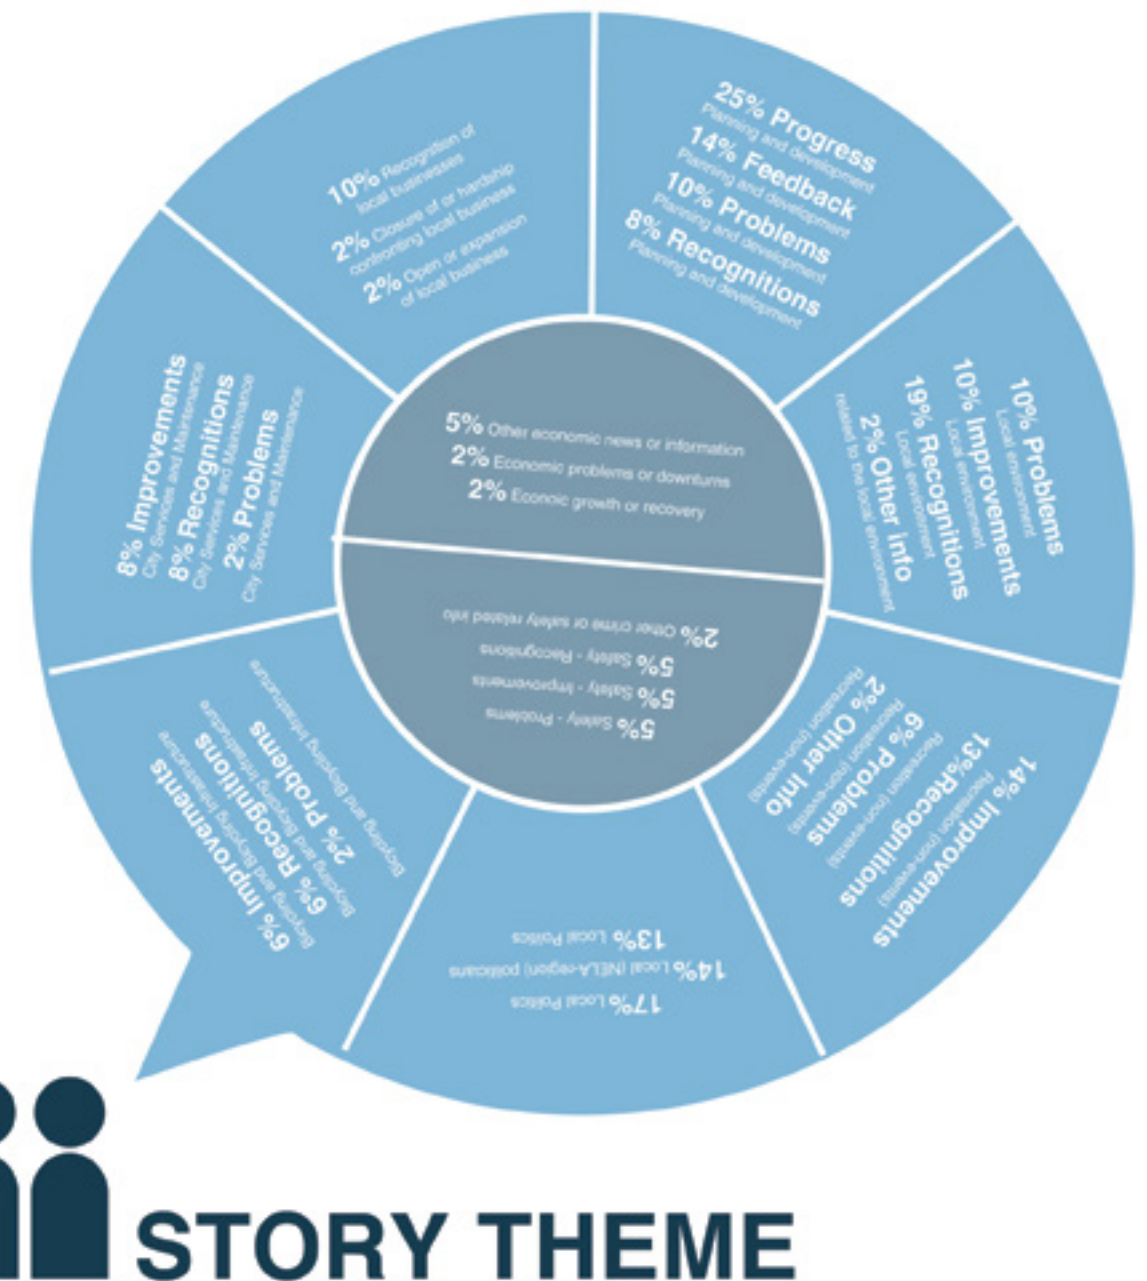 25% Progress
Planning and development
14% Feedback
Planning and development
10% Problems
Planning and development
8% Recognitions
Planning and development
10% Problems
Local environment
10% Improvements
Local environment
19% Recognitions
Local environment
2% Other info
related to the local environment
14% Improvements
Recreation (non-events)
13%Recognitions
Recreation (non-events)
6% Problems
Recreation (non-events)
2% Other Info
Recreation (non-events)
17% Local Politics
14% Local (NELA-region) politicians
13% Local Politics
6% Improvements
Bicycling and Bicycling Infrastructure
6% Recognitions
Bicycling and Bicycling Infrastructure
2% Problems
Bicycling and Bicycling Infrastructure
8% Improvements
City Services and Maintenance
8% Recognitions
City Services and Maintenance
2% Problems
City Services and Maintenance
10% Recognition of
local businesses
2% Closure of or hardship
confronting local business
2% Open or expansion
of local business
5% Other economic news or information
2% Economic problems or downturns
2% Econoic growth or recovery
5% Safety - Problems
5% Safety - Improvements
5% Safety - Recognitions
2% Other crime or safety related info
STORY THEME